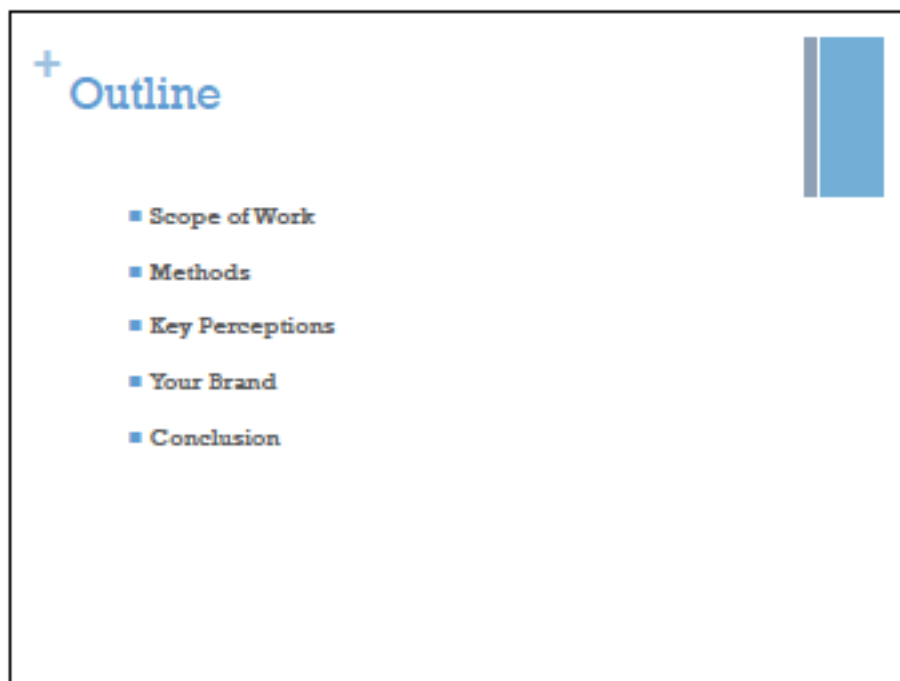 +
Outline
Scope of Work
Methods
Key Perceptions
Your Brand
Conclusion